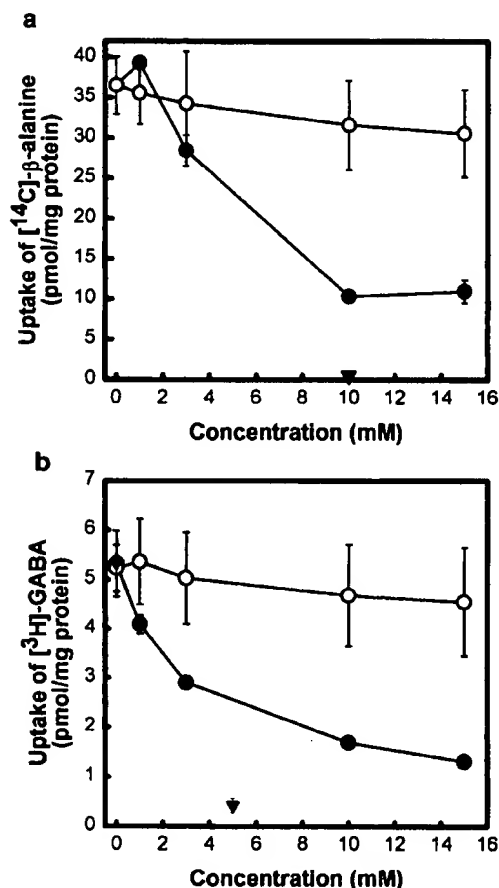 a
Uptake of [14C]-β-alanine
(pmol/mg protein)
40
35
30
25
20
15
10
5
0
0 2 4 6 8 10 12 14 16
Concentration (mM)
b
Uptake of [3H]-GABA
(pmol/mg protein)
7
6
5
4
3
2
1
0
0 2 4 6 8 10 12 14 16
Concentration (mM)